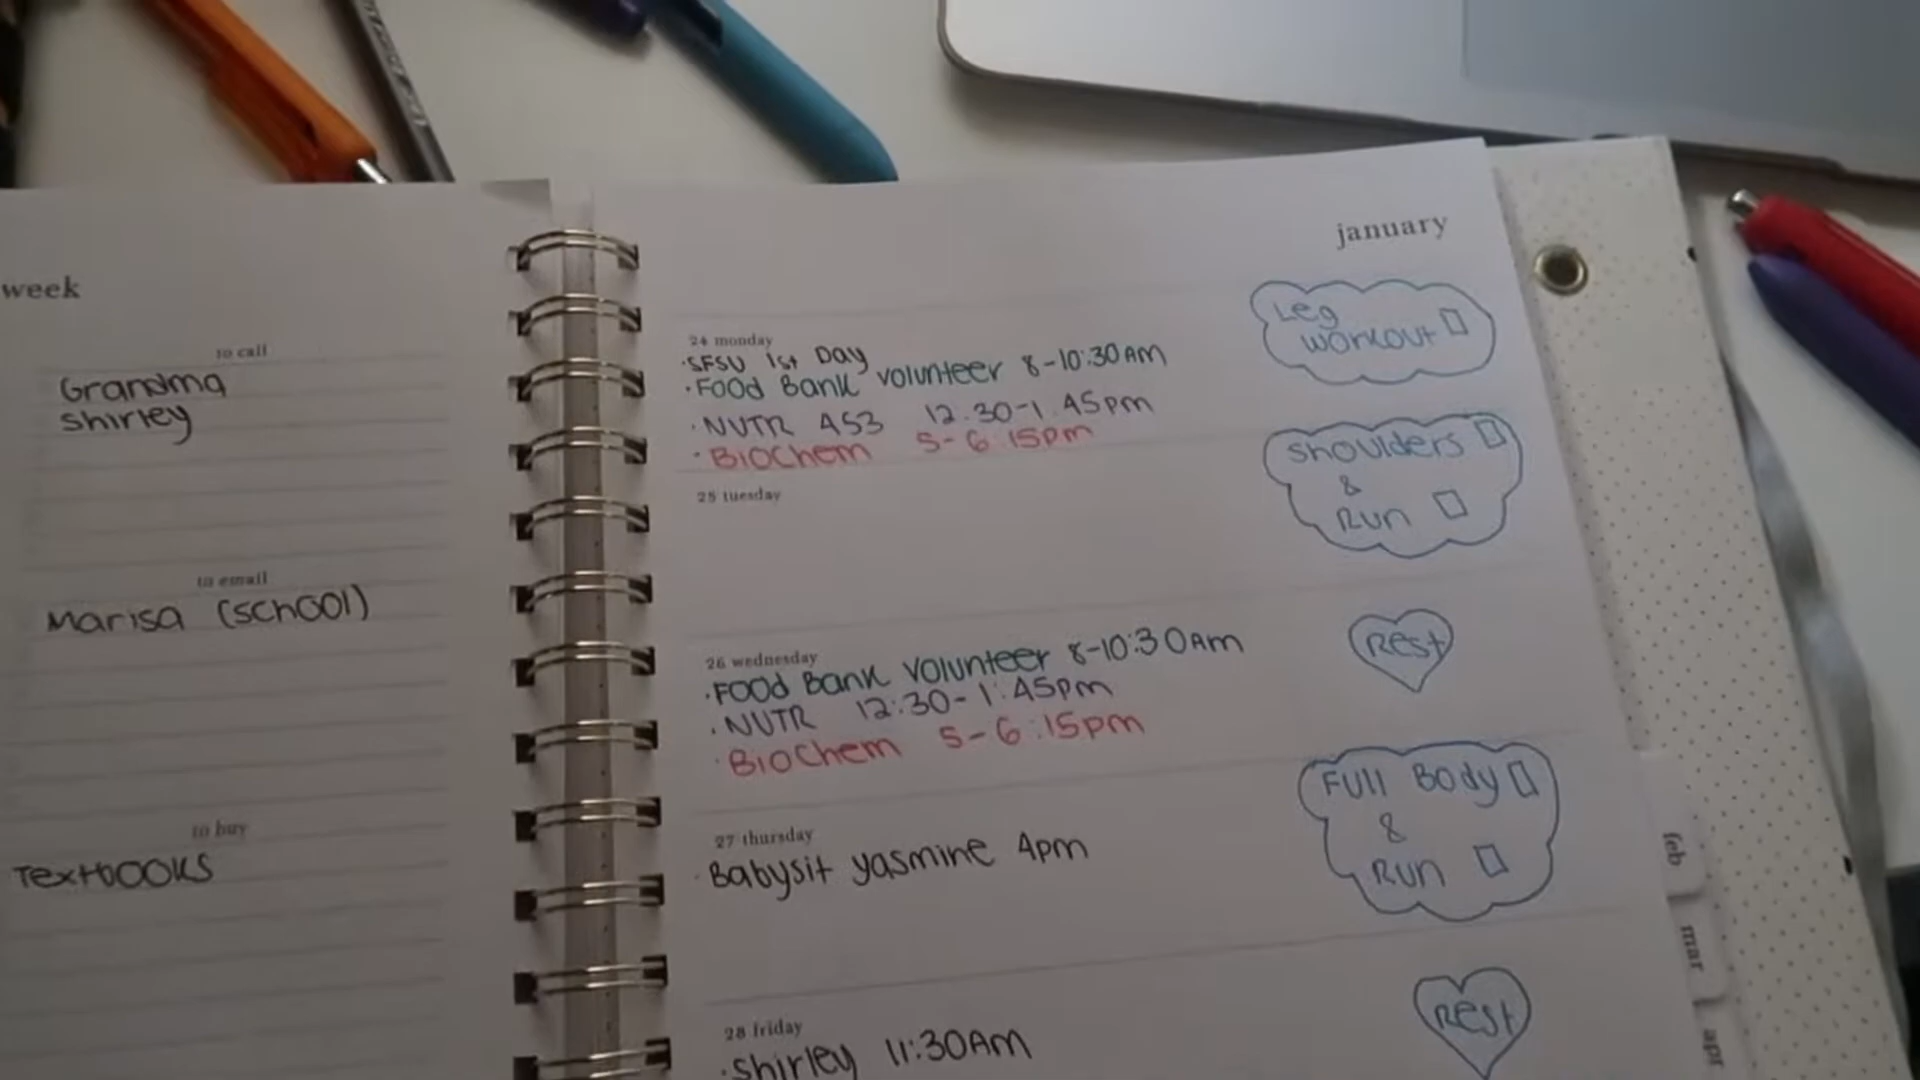 week
to call
Grandma
Shirley
to email
Marisa (school)
to buy
Textbooks
january
24 monday
·SFSU 1st Day
·Food Bank volunteer 8-10:30AM
·NUTR 453 12:30-1:45pm
·Biochem 5-6:15pm
Leg
workout
25 tuesday
Shoulders
&
Run
26 wednesday
·Food Bank Volunteer 8-10:30Am
·NUTR 12:30-1:45pm
·Biochem 5-6:15pm
Rest
27 thursday
·Babysit yasmine 4pm
Full Body
&
Run
28 friday
·Shirley 11:30AM
Rest
feb
mar
apr